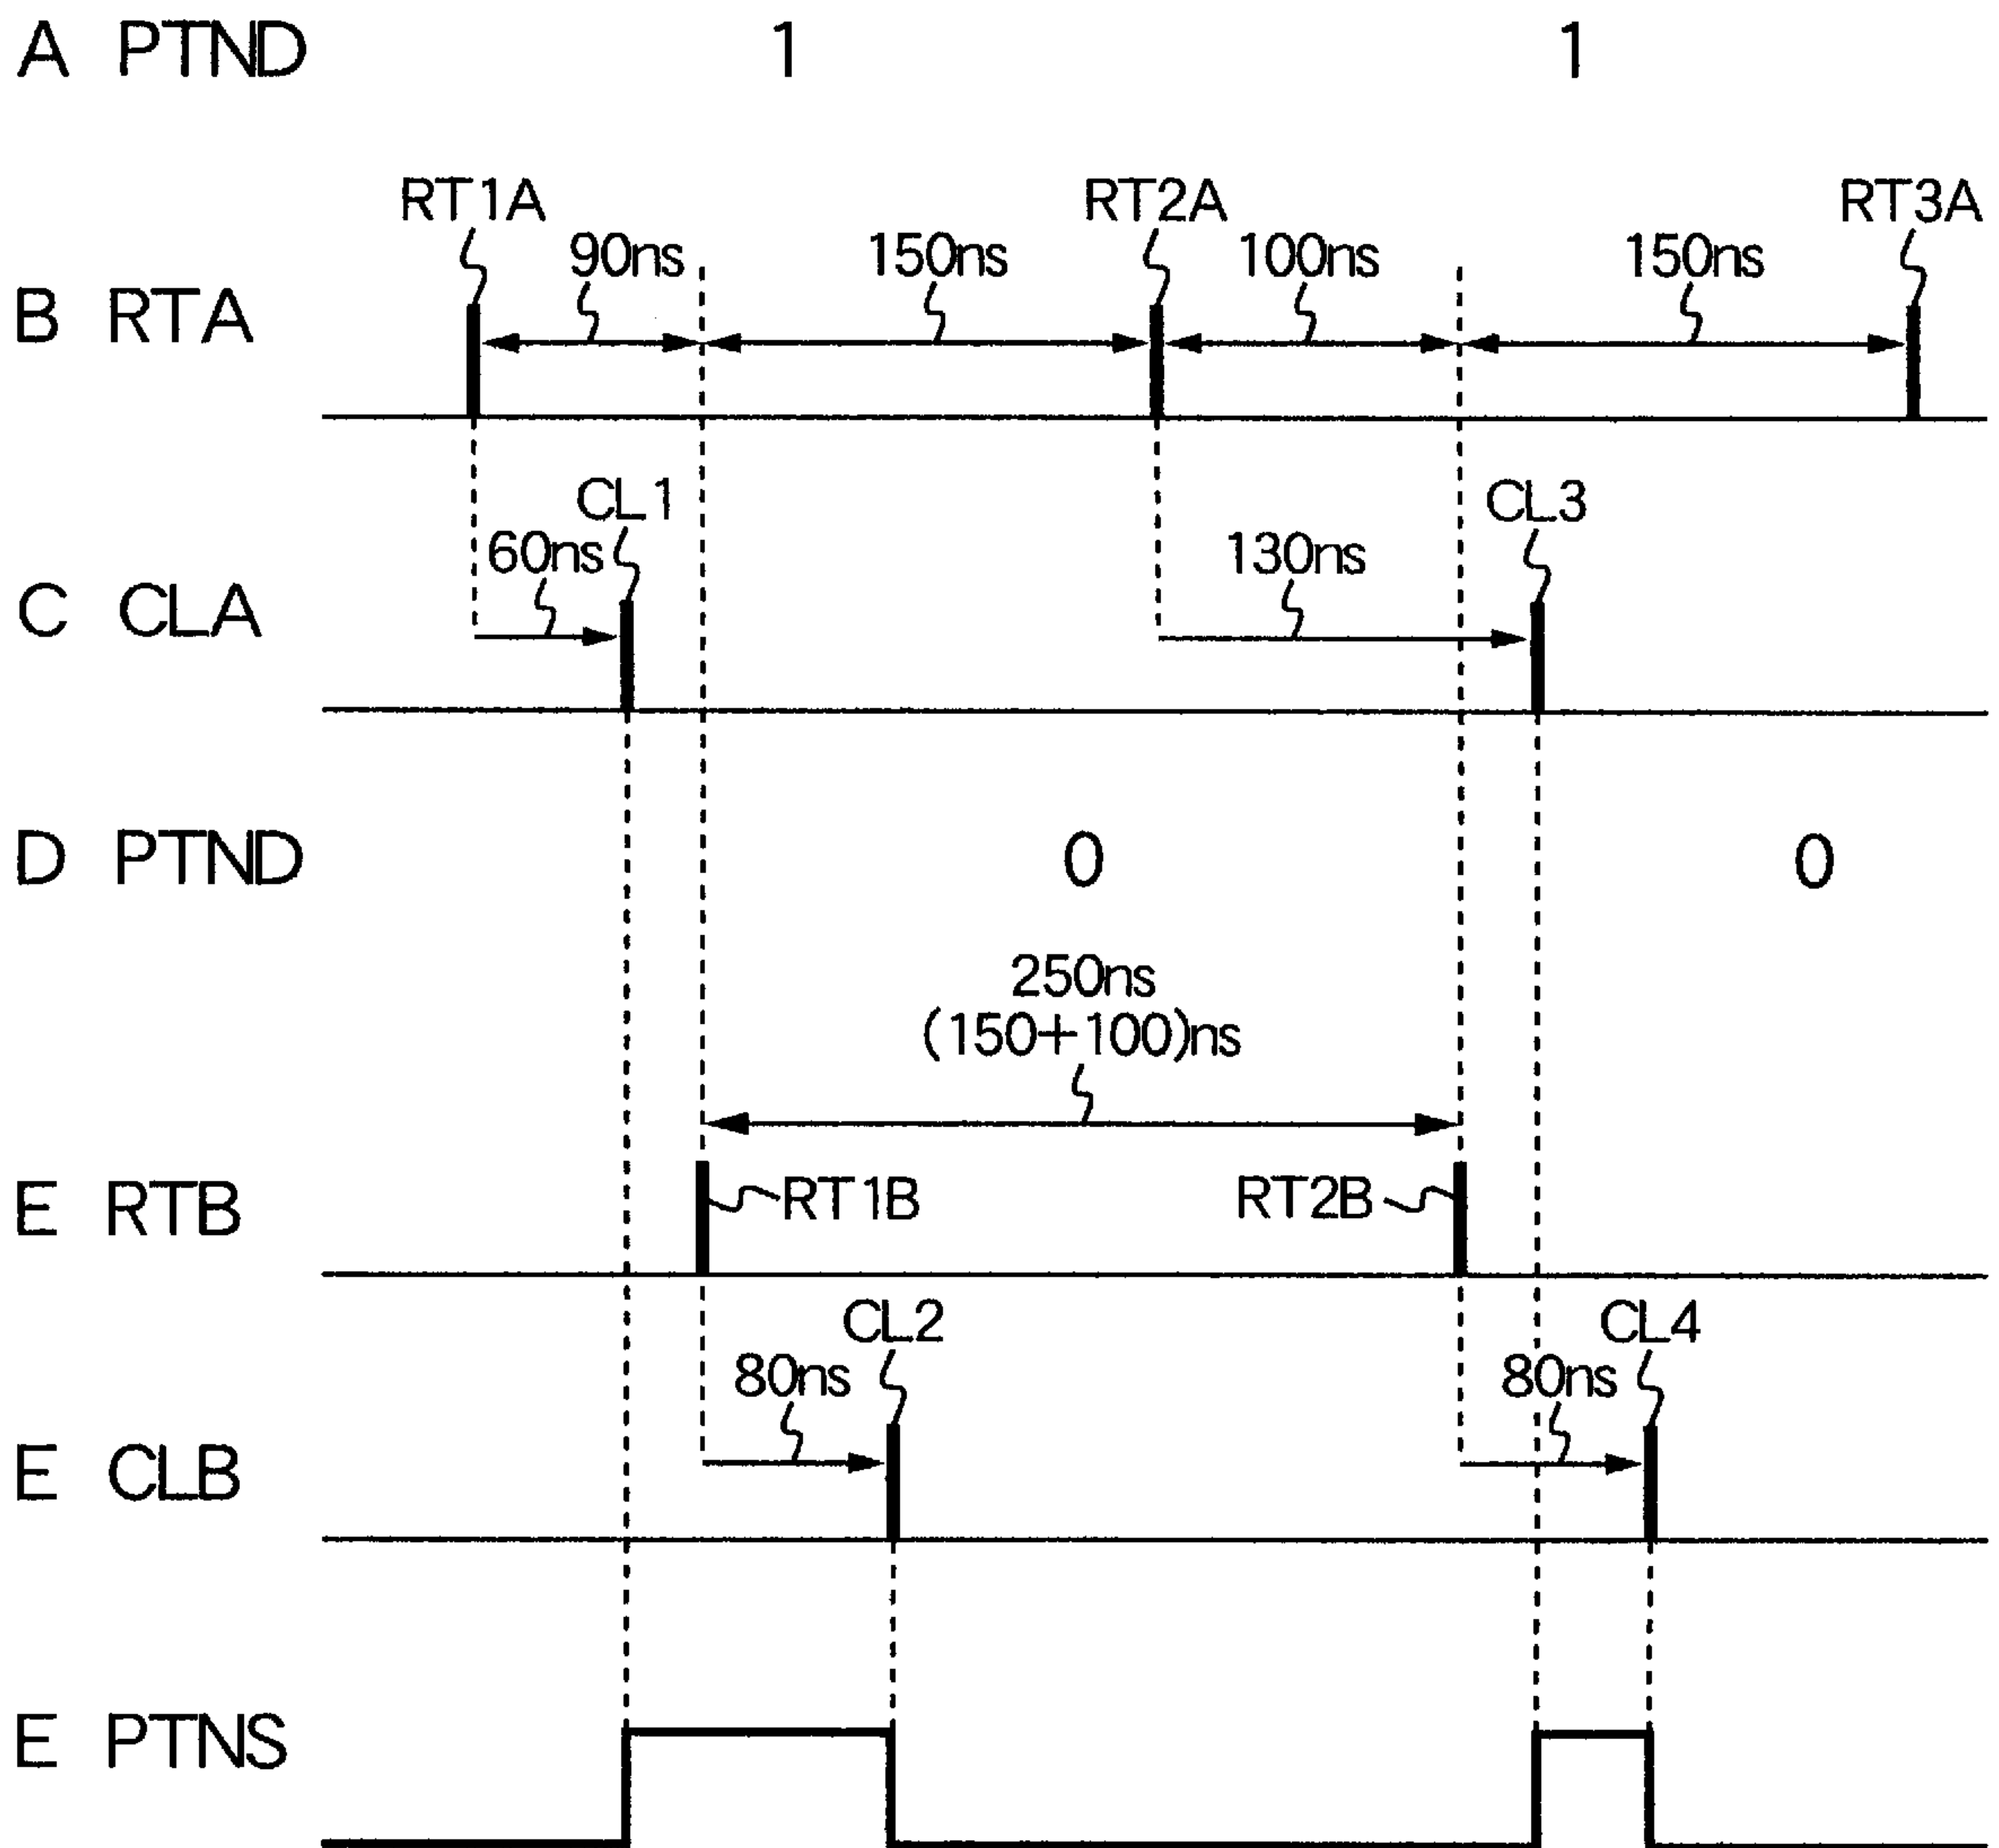 A PTND 1 1
RT1A RT2A RT3A
90ns 150ns 100ns 150ns
B RTA
CL1 CL3
60ns 130ns
C CLA
D PTND 0 0
250ns
(150+100)ns
E RTB RT1B RT2B
CL2 CL4
80ns 80ns
E CLB
E PTNS